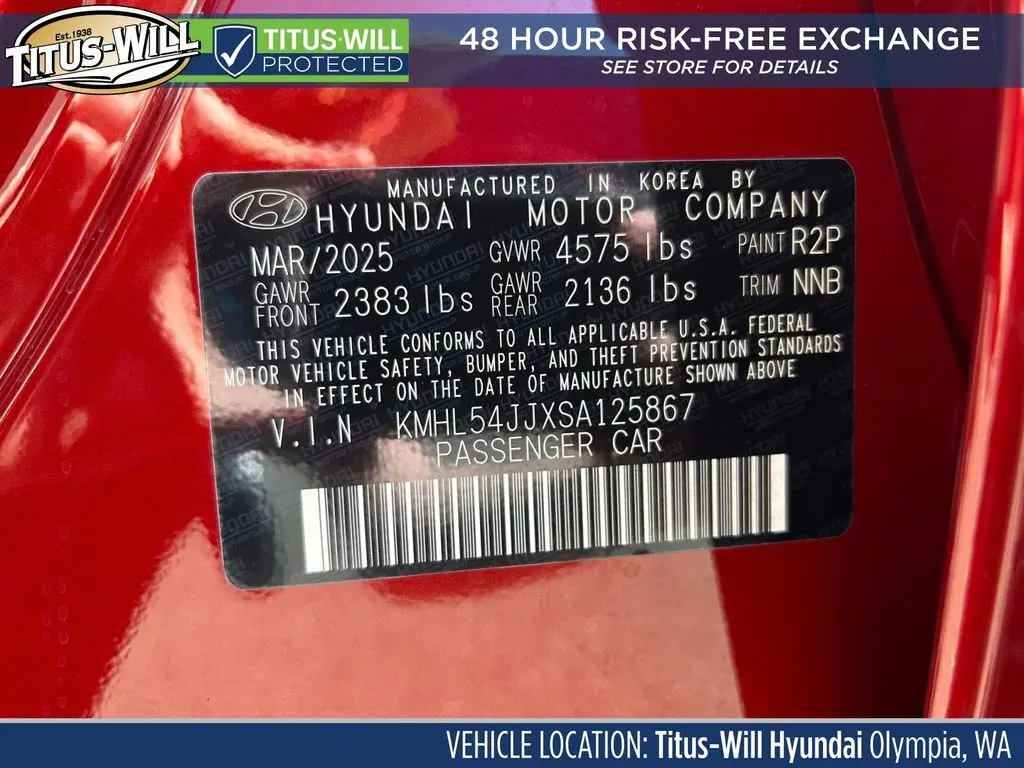 Est. 1938
TITUS-WILL
TITUS-WILL
PROTECTED
48 HOUR RISK-FREE EXCHANGE
SEE STORE FOR DETAILS
MANUFACTURED IN KOREA BY
HYUNDAI MOTOR COMPANY
MAR/2025 GVWR 4575 lbs PAINT R2P
GAWR FRONT 2383 lbs GAWR REAR 2136 lbs TRIM NNB
THIS VEHICLE CONFORMS TO ALL APPLICABLE U.S.A. FEDERAL
MOTOR VEHICLE SAFETY, BUMPER, AND THEFT PREVENTION STANDARDS
IN EFFECT ON THE DATE OF MANUFACTURE SHOWN ABOVE
V.I.N KMHL54JJXSA125867
PASSENGER CAR
VEHICLE LOCATION: Titus-Will Hyundai Olympia, WA